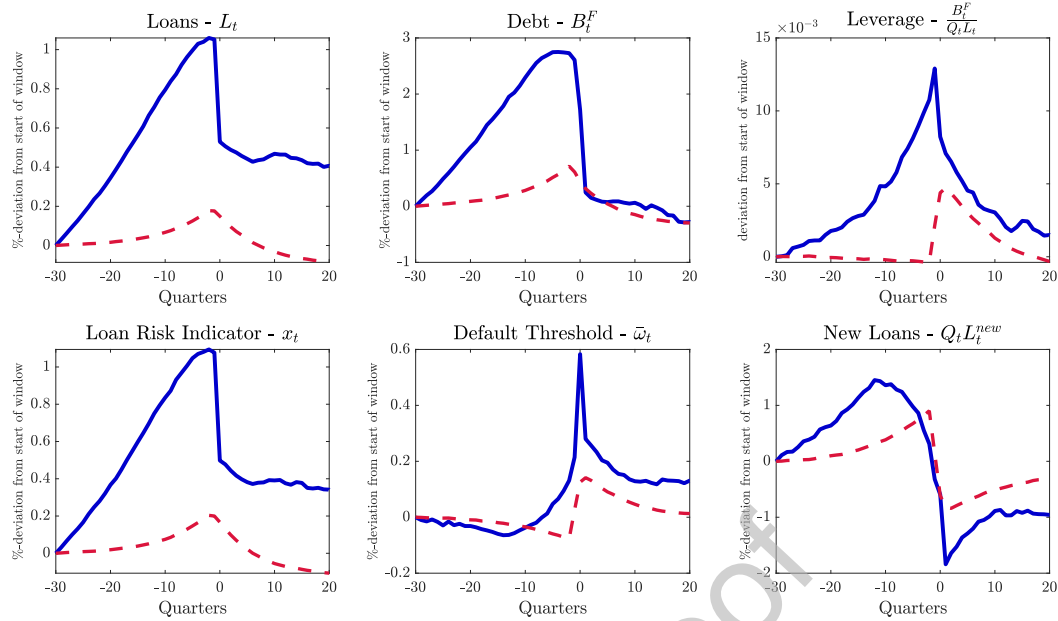 Loans - L_t
%-deviation from start of window
1
0.8
0.6
0.4
0.2
0
-30 -20 -10 0 10 20
Quarters
Debt - B_t^F
%-deviation from start of window
3
2
1
0
-1
-30 -20 -10 0 10 20
Quarters
Leverage - B_t^F / Q_tL_t
×10^-3
deviation from start of window
15
10
5
0
-30 -20 -10 0 10 20
Quarters
Loan Risk Indicator - x_t
%-deviation from start of window
1
0.8
0.6
0.4
0.2
0
-30 -20 -10 0 10 20
Quarters
Default Threshold - ω̄_t
%-deviation from start of window
0.6
0.4
0.2
0
-0.2
-30 -20 -10 0 10 20
Quarters
New Loans - Q_tL_t^new
%-deviation from start of window
2
1
0
-1
-2
-30 -20 -10 0 10 20
Quarters